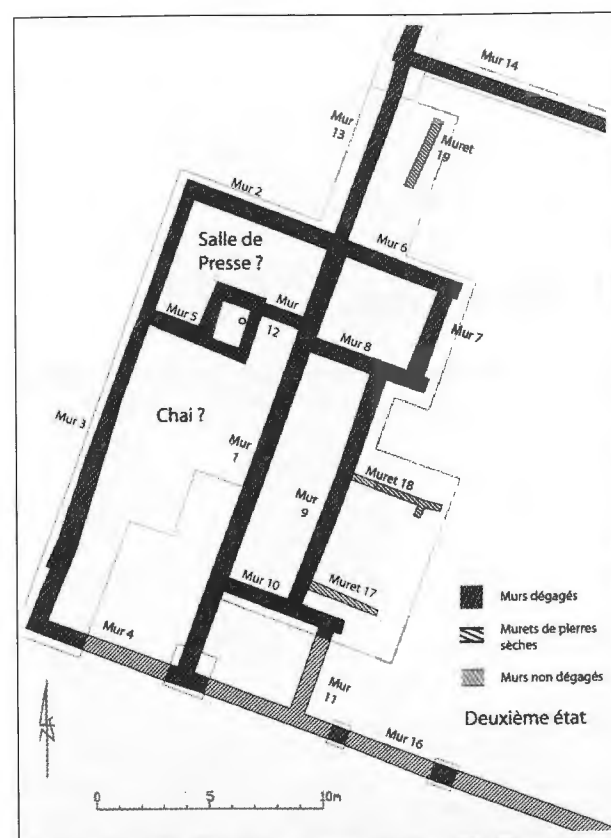 Mur 14
Mur
13
Muret
19
Mur 2
Mur 6
Salle de
Presse ?
Mur 5
Mur
12
Mur 8
Mur 7
Mur 3
Chai ?
Mur
1
Mur
9
Muret 18
Mur 10
Muret 17
Mur 4
Mur
11
Mur 16
Murs dégagés
Murets de pierres
sèches
Murs non dégagés
Deuxième état
N
0 5 10m